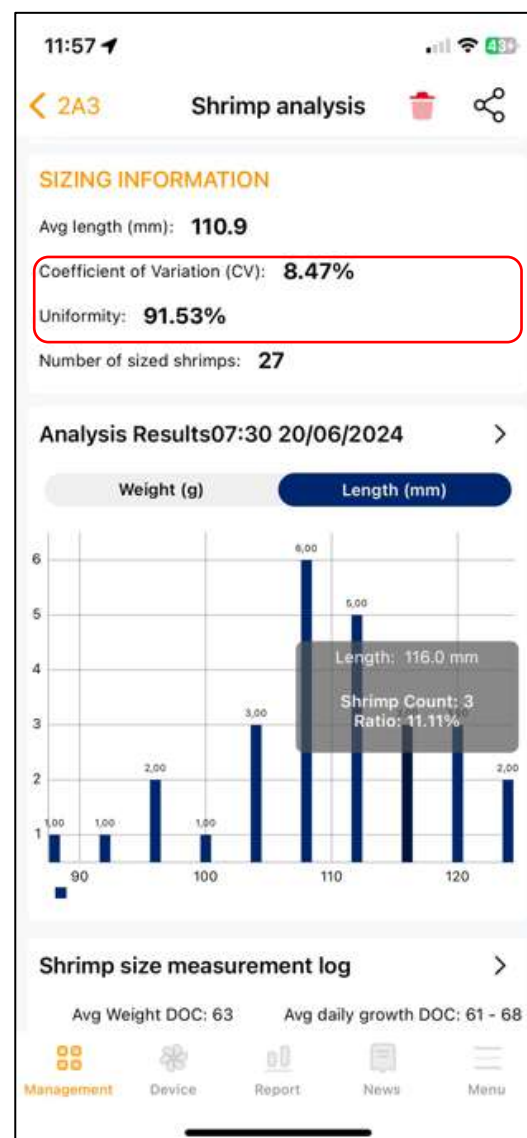 11:57
43
2A3 Shrimp analysis
SIZING INFORMATION
Avg length (mm): 110.9
Coefficient of Variation (CV): 8.47%
Uniformity: 91.53%
Number of sized shrimps: 27
Analysis Results07:30 20/06/2024
Weight (g) Length (mm)
6
5
4
3
2
1
1,00
1,00
2,00
1,00
3,00
6,00
5,00
2,00
Length: 116.0 mm
Shrimp Count: 3
Ratio: 11.11%
90 100 110 120
Shrimp size measurement log
Avg Weight DOC: 63 Avg daily growth DOC: 61 - 68
Management Device Report News Menu